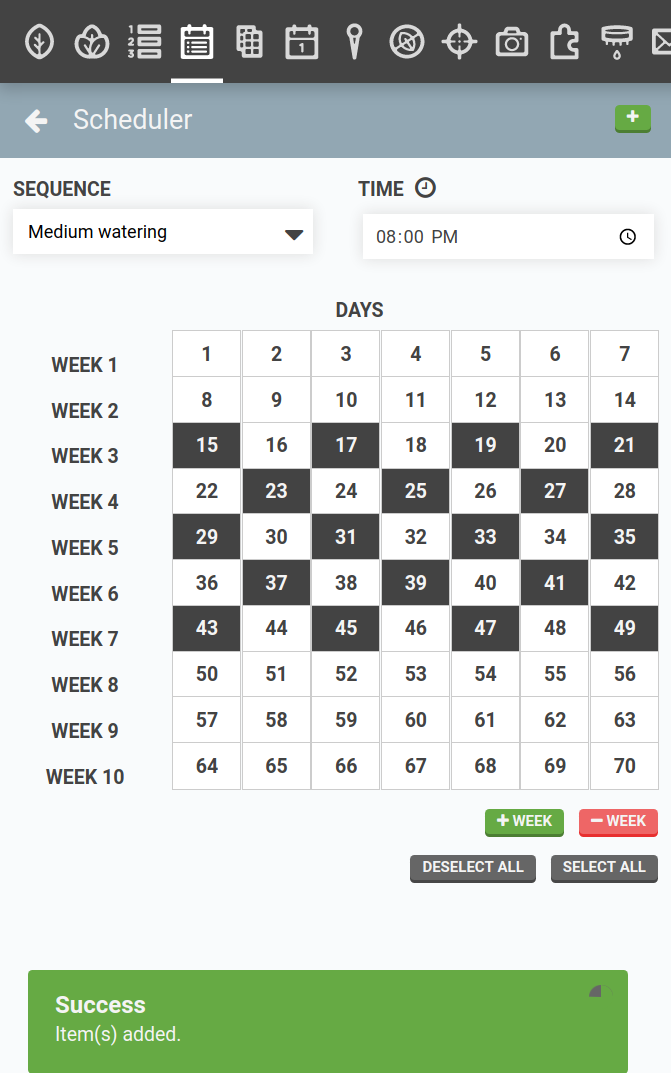 1
2
3
1
Scheduler
+
SEQUENCE
TIME
Medium watering
08:00 PM
DAYS
WEEK 1 1 2 3 4 5 6 7
WEEK 2 8 9 10 11 12 13 14
WEEK 3 15 16 17 18 19 20 21
WEEK 4 22 23 24 25 26 27 28
WEEK 5 29 30 31 32 33 34 35
WEEK 6 36 37 38 39 40 41 42
WEEK 7 43 44 45 46 47 48 49
WEEK 8 50 51 52 53 54 55 56
WEEK 9 57 58 59 60 61 62 63
WEEK 10 64 65 66 67 68 69 70
+ WEEK
− WEEK
DESELECT ALL
SELECT ALL
Success
Item(s) added.